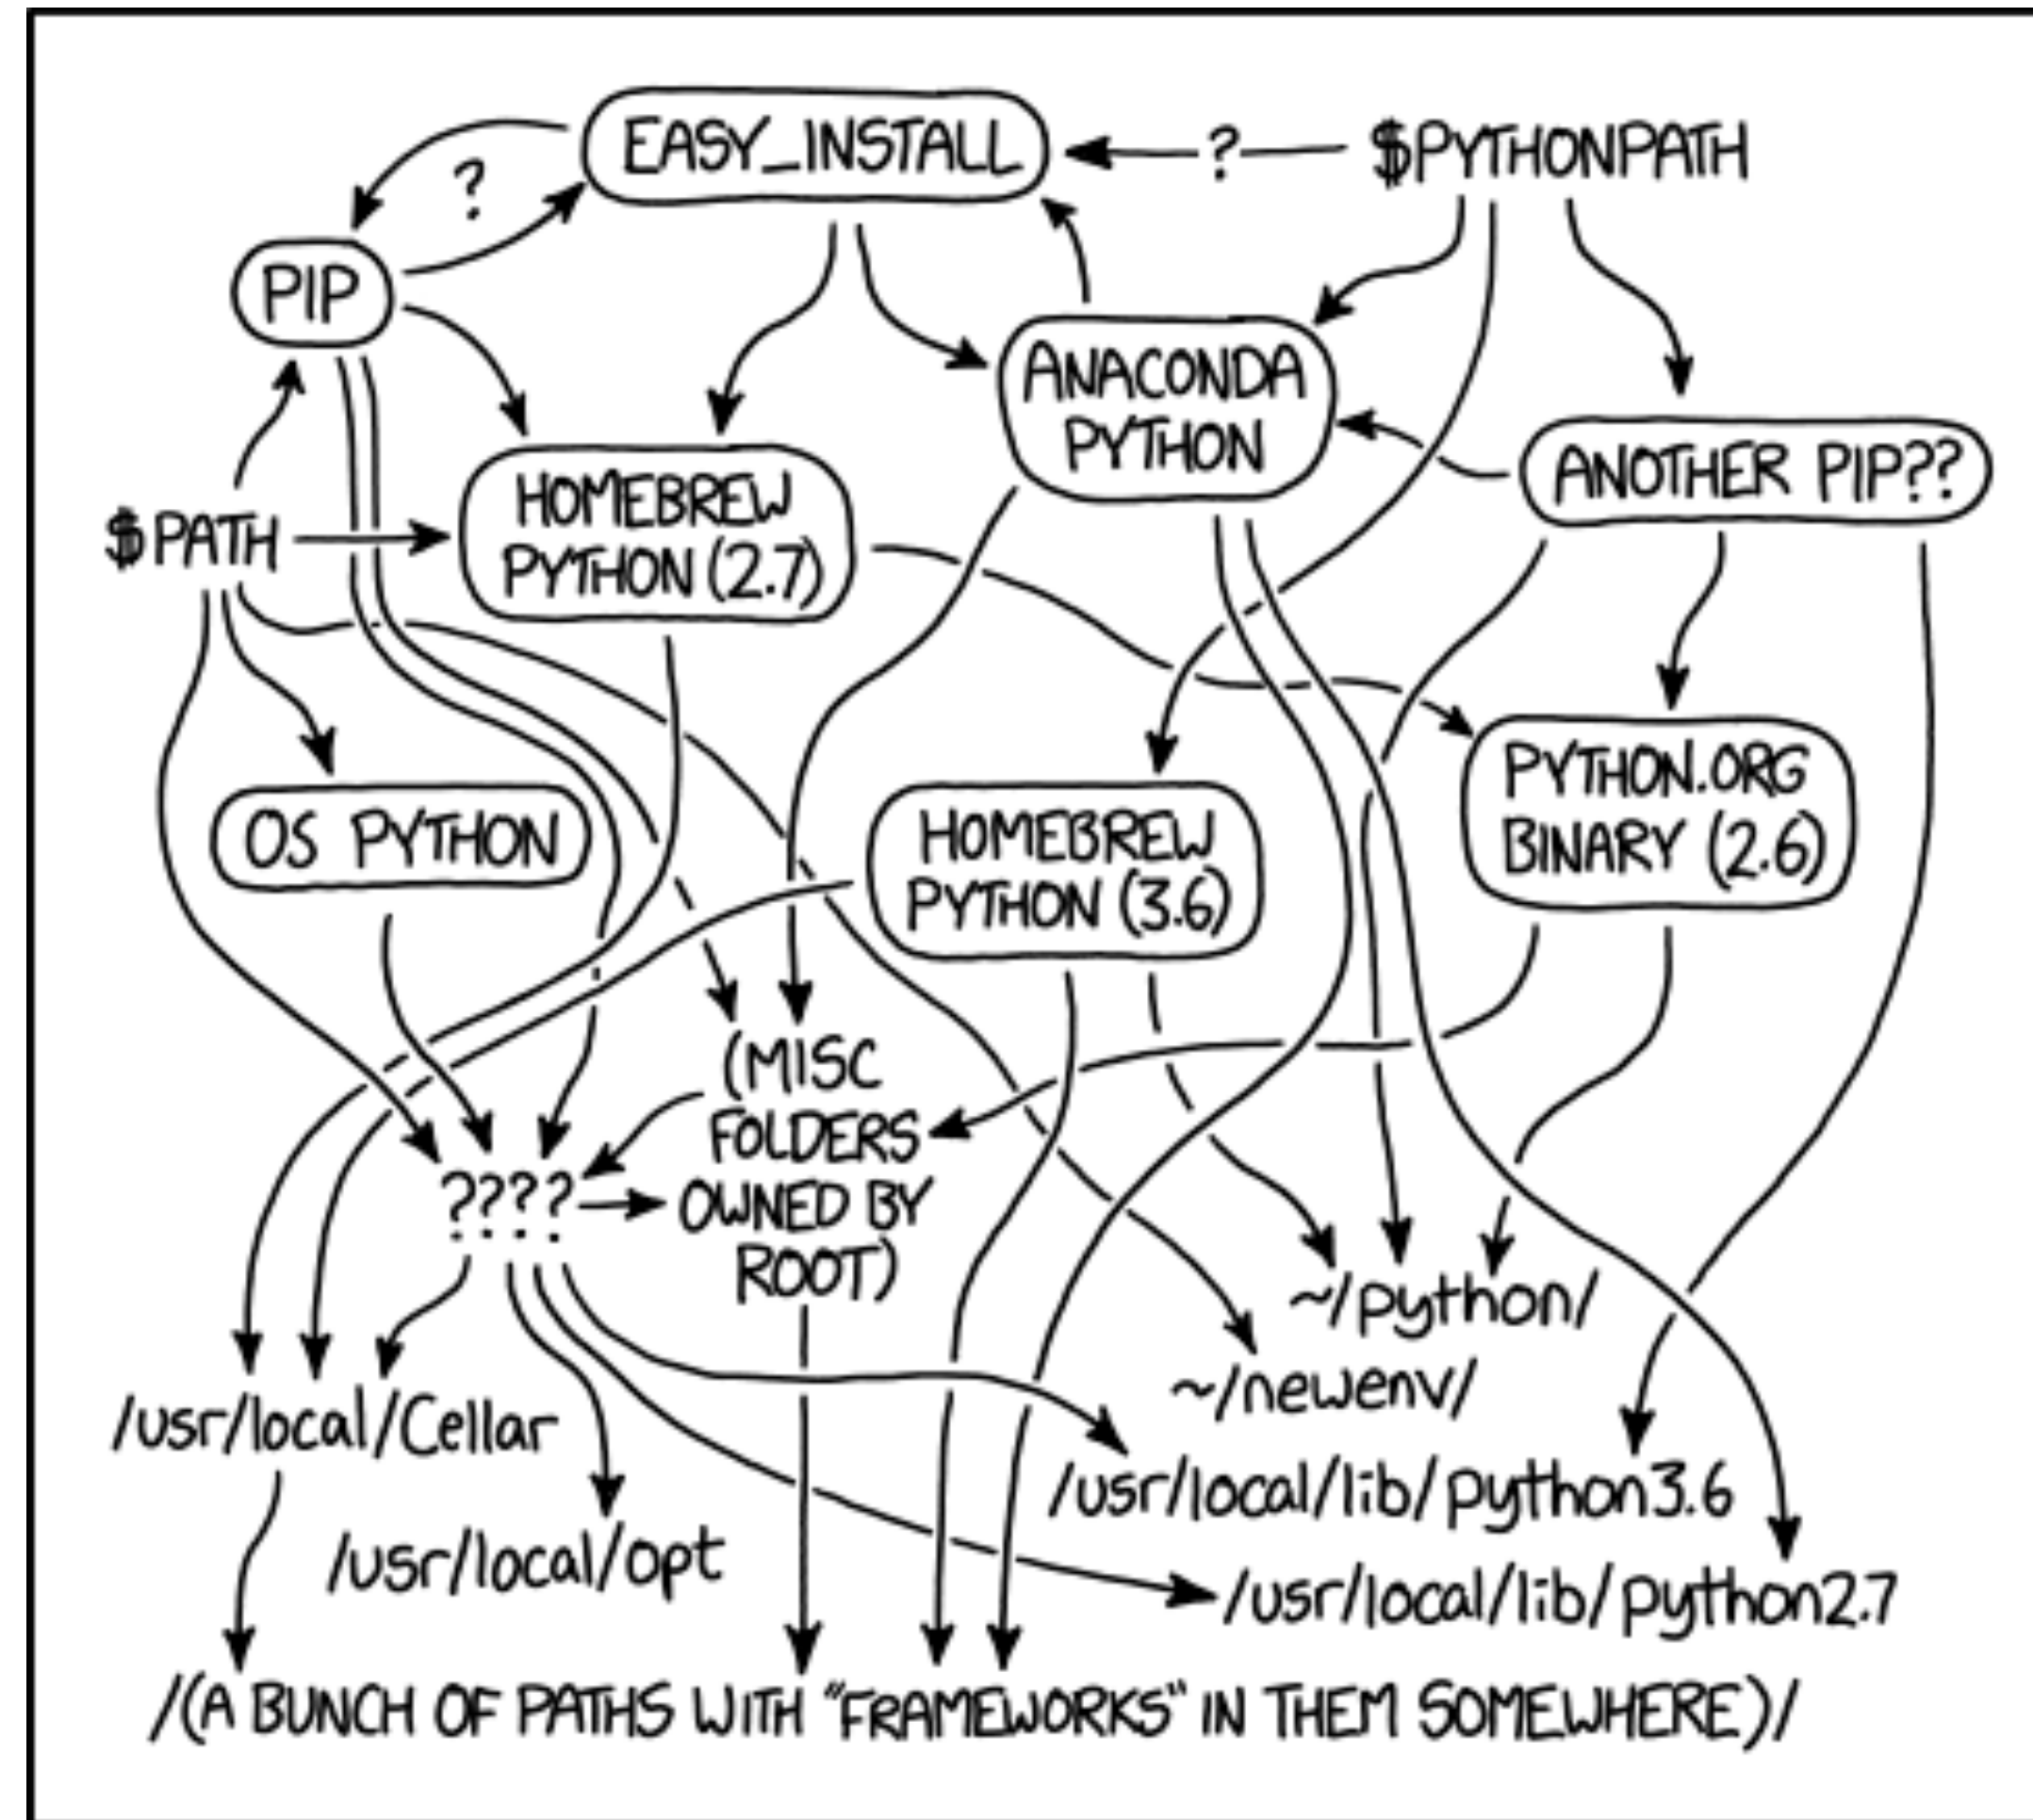 EASY_INSTALL
?
$PYTHONPATH
?
PIP
ANACONDA
PYTHON
ANOTHER PIP??
HOMEBREW
PYTHON (2.7)
$PATH
PYTHON.ORG
BINARY (2.6)
OS PYTHON
HOMEBREW
PYTHON (3.6)
(MISC
FOLDERS
OWNED BY
ROOT)
????
~/python/
~/newenv/
/usr/local/Cellar
/usr/local/lib/python3.6
/usr/local/opt
/usr/local/lib/python2.7
/(A BUNCH OF PATHS WITH "FRAMEWORKS" IN THEM SOMEWHERE)/